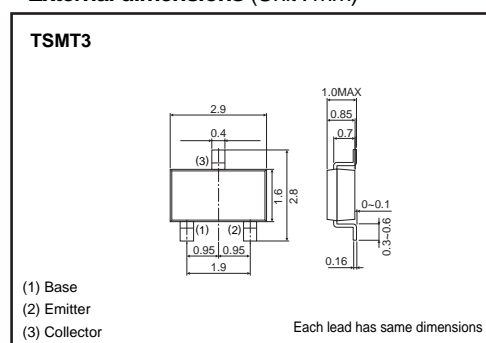 External dimensions (Unit : mm)
TSMT3
1.0MAX
2.9
0.85
0.4
0.7
(3)
1.6
2.8
0~0.1
(1)
(2)
0.95
0.95
0.3~0.6
1.9
0.16
(1) Base
(2) Emitter
(3) Collector
Each lead has same dimensions